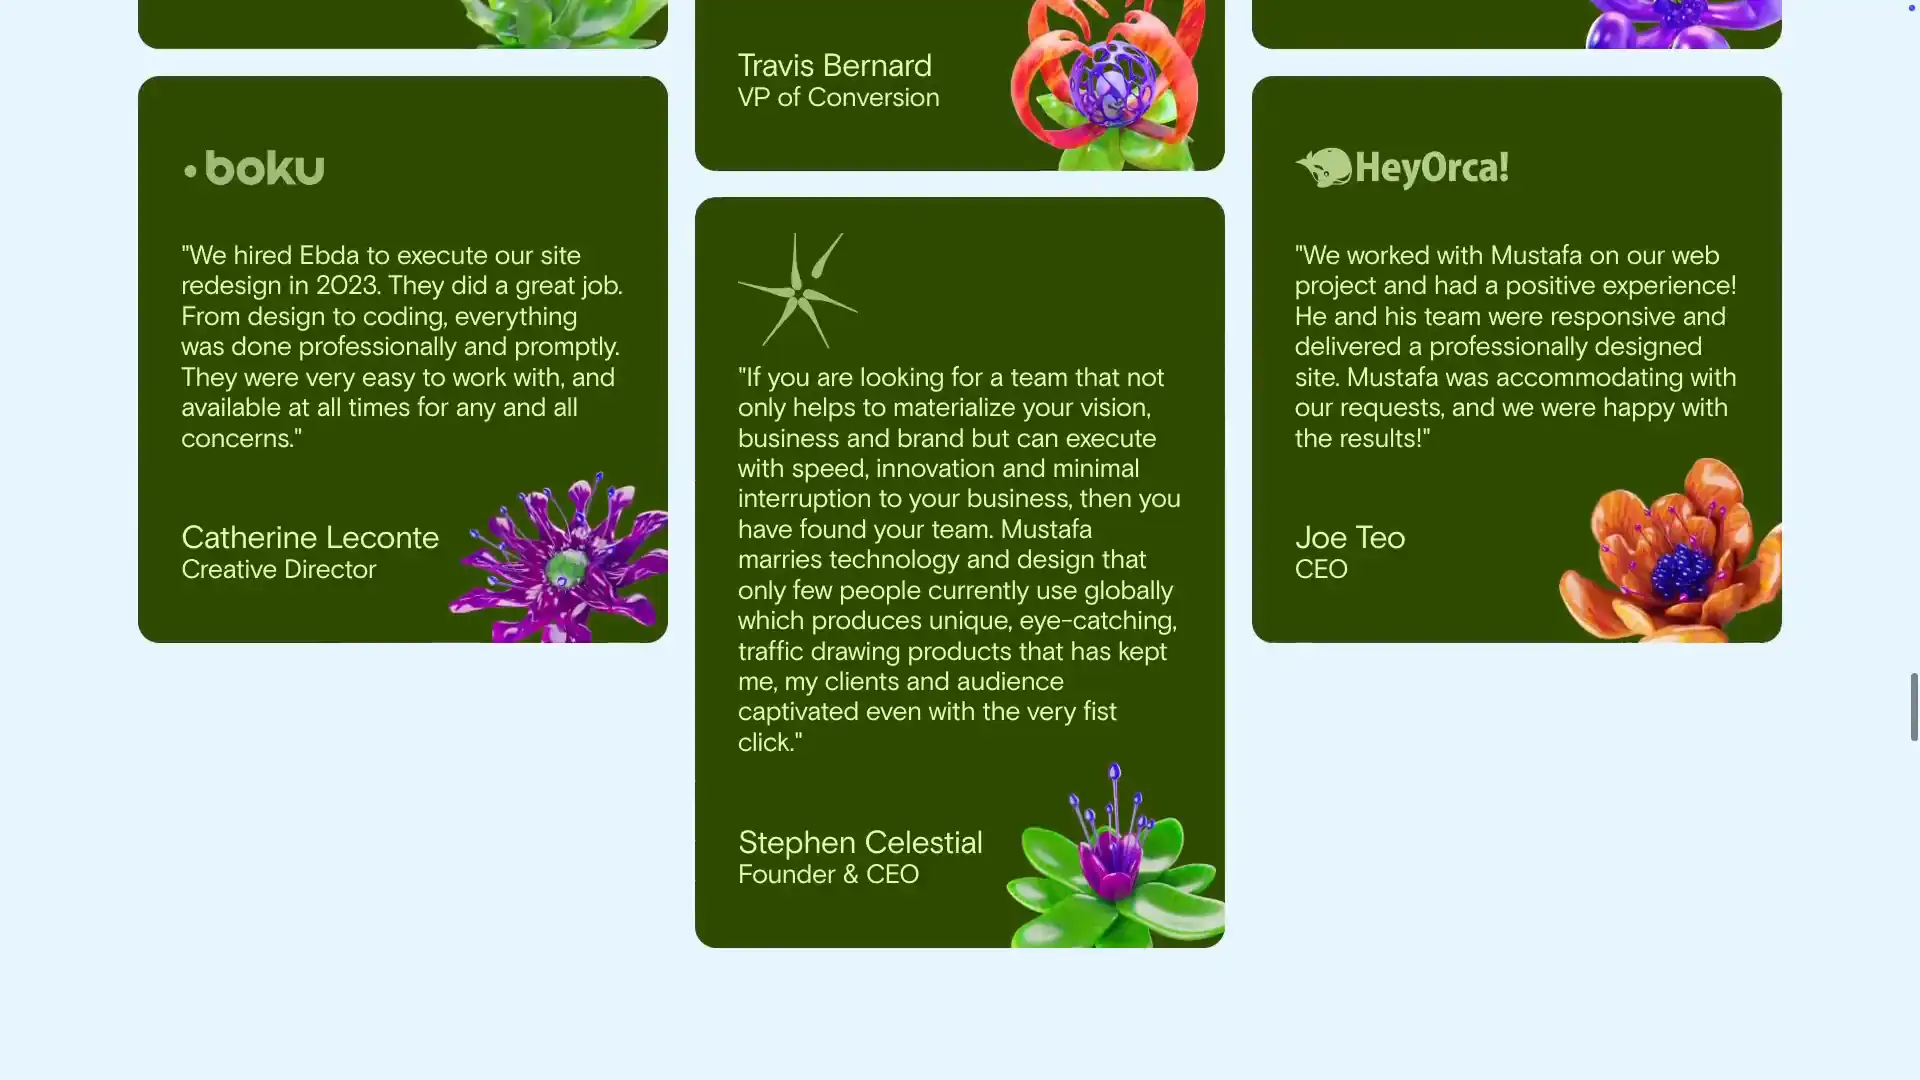 Travis Bernard
VP of Conversion
boku
"We hired Ebda to execute our site
redesign in 2023. They did a great job.
From design to coding, everything
was done professionally and promptly.
They were very easy to work with, and
available at all times for any and all
concerns."
Catherine Leconte
Creative Director
"If you are looking for a team that not
only helps to materialize your vision,
business and brand but can execute
with speed, innovation and minimal
interruption to your business, then you
have found your team. Mustafa
marries technology and design that
only few people currently use globally
which produces unique, eye-catching,
traffic drawing products that has kept
me, my clients and audience
captivated even with the very fist
click."
Stephen Celestial
Founder & CEO
HeyOrca!
"We worked with Mustafa on our web
project and had a positive experience!
He and his team were responsive and
delivered a professionally designed
site. Mustafa was accommodating with
our requests, and we were happy with
the results!"
Joe Teo
CEO